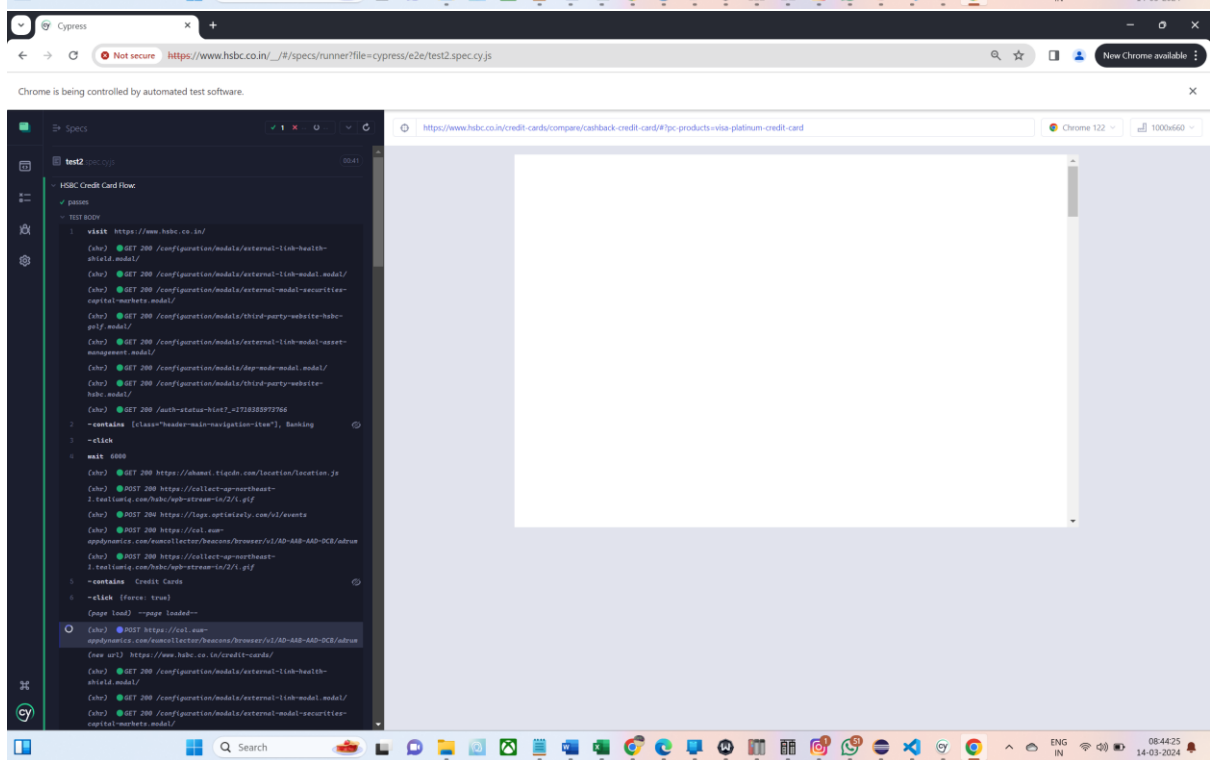 IN
14-03-2024
Cypress
Not secure
https://www.hsbc.co.in/__/#/specs/runner?file=cypress/e2e/test2.spec.cy.js
New Chrome available
Chrome is being controlled by automated test software.
Specs
1
https://www.hsbc.co.in/credit-cards/compare/cashback-credit-card/#?pc-products=visa-platinum-credit-card
Chrome 122
1000x660
test2.spec.cy.js
00:41
HSBC Credit Card Flow:
passes
TEST BODY
1 visit https://www.hsbc.co.in/
(xhr) GET 200 /configuration/modals/external-link-health-
shield.modal/
(xhr) GET 200 /configuration/modals/external-link-modal.modal/
(xhr) GET 200 /configuration/modals/external-modal-securities-
capital-markets.modal/
(xhr) GET 200 /configuration/modals/third-party-website-hsbc-
golf.modal/
(xhr) GET 200 /configuration/modals/external-link-modal-asset-
management.modal/
(xhr) GET 200 /configuration/modals/dep-mode-modal.modal/
(xhr) GET 200 /configuration/modals/third-party-website-
hsbc.modal/
(xhr) GET 200 /auth-status-hint?_=1710385973766
2 -contains [class="header-main-navigation-item"], Banking
3 -click
4 wait 6000
(xhr) GET 200 https://akamai.tiqcdn.com/location/location.js
(xhr) POST 200 https://collect-ap-northeast-
1.tealiumiq.com/hsbc/wpb-stream-in/2/i.gif
(xhr) POST 204 https://logx.optimizely.com/v1/events
(xhr) POST 200 https://col.eum-
appdynamics.com/eumcollector/beacons/browser/v1/AD-AAB-AAD-DCB/adrum
(xhr) POST 200 https://collect-ap-northeast-
1.tealiumiq.com/hsbc/wpb-stream-in/2/i.gif
5 -contains Credit Cards
6 -click {force: true}
(page load) --page loaded--
(xhr) POST https://col.eum-
appdynamics.com/eumcollector/beacons/browser/v1/AD-AAB-AAD-DCB/adrum
(new url) https://www.hsbc.co.in/credit-cards/
(xhr) GET 200 /configuration/modals/external-link-health-
shield.modal/
(xhr) GET 200 /configuration/modals/external-link-modal.modal/
(xhr) GET 200 /configuration/modals/external-modal-securities-
capital-markets.modal/
cy
Search
ENG
IN
08:44:25
14-03-2024